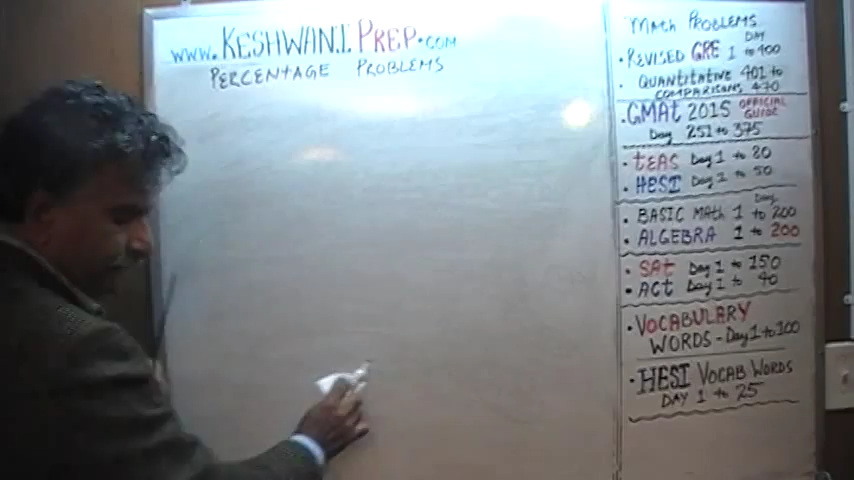 www.KESHWANI PREP.com
PERCENTAGE PROBLEMS
MATH PROBLEMS
DAY
• REVISED GRE 1 to 400
• QUANTITATIVE 401 to
COMPARISONS 470
• GMAt 2015 OFFICIAL GUIDE
Day 251 to 375
• tEAS Day 1 to 80
• HESI Day 1 to 50
Day
• BASIC MAth 1 to 200
• ALGEBRA 1 to 200
• SAt Day 1 to 150
• ACt Day 1 to 40
• VOCABULARY
WORDS - Day 1 to 100
• HESI VOCAB WORDS
DAY 1 to 25